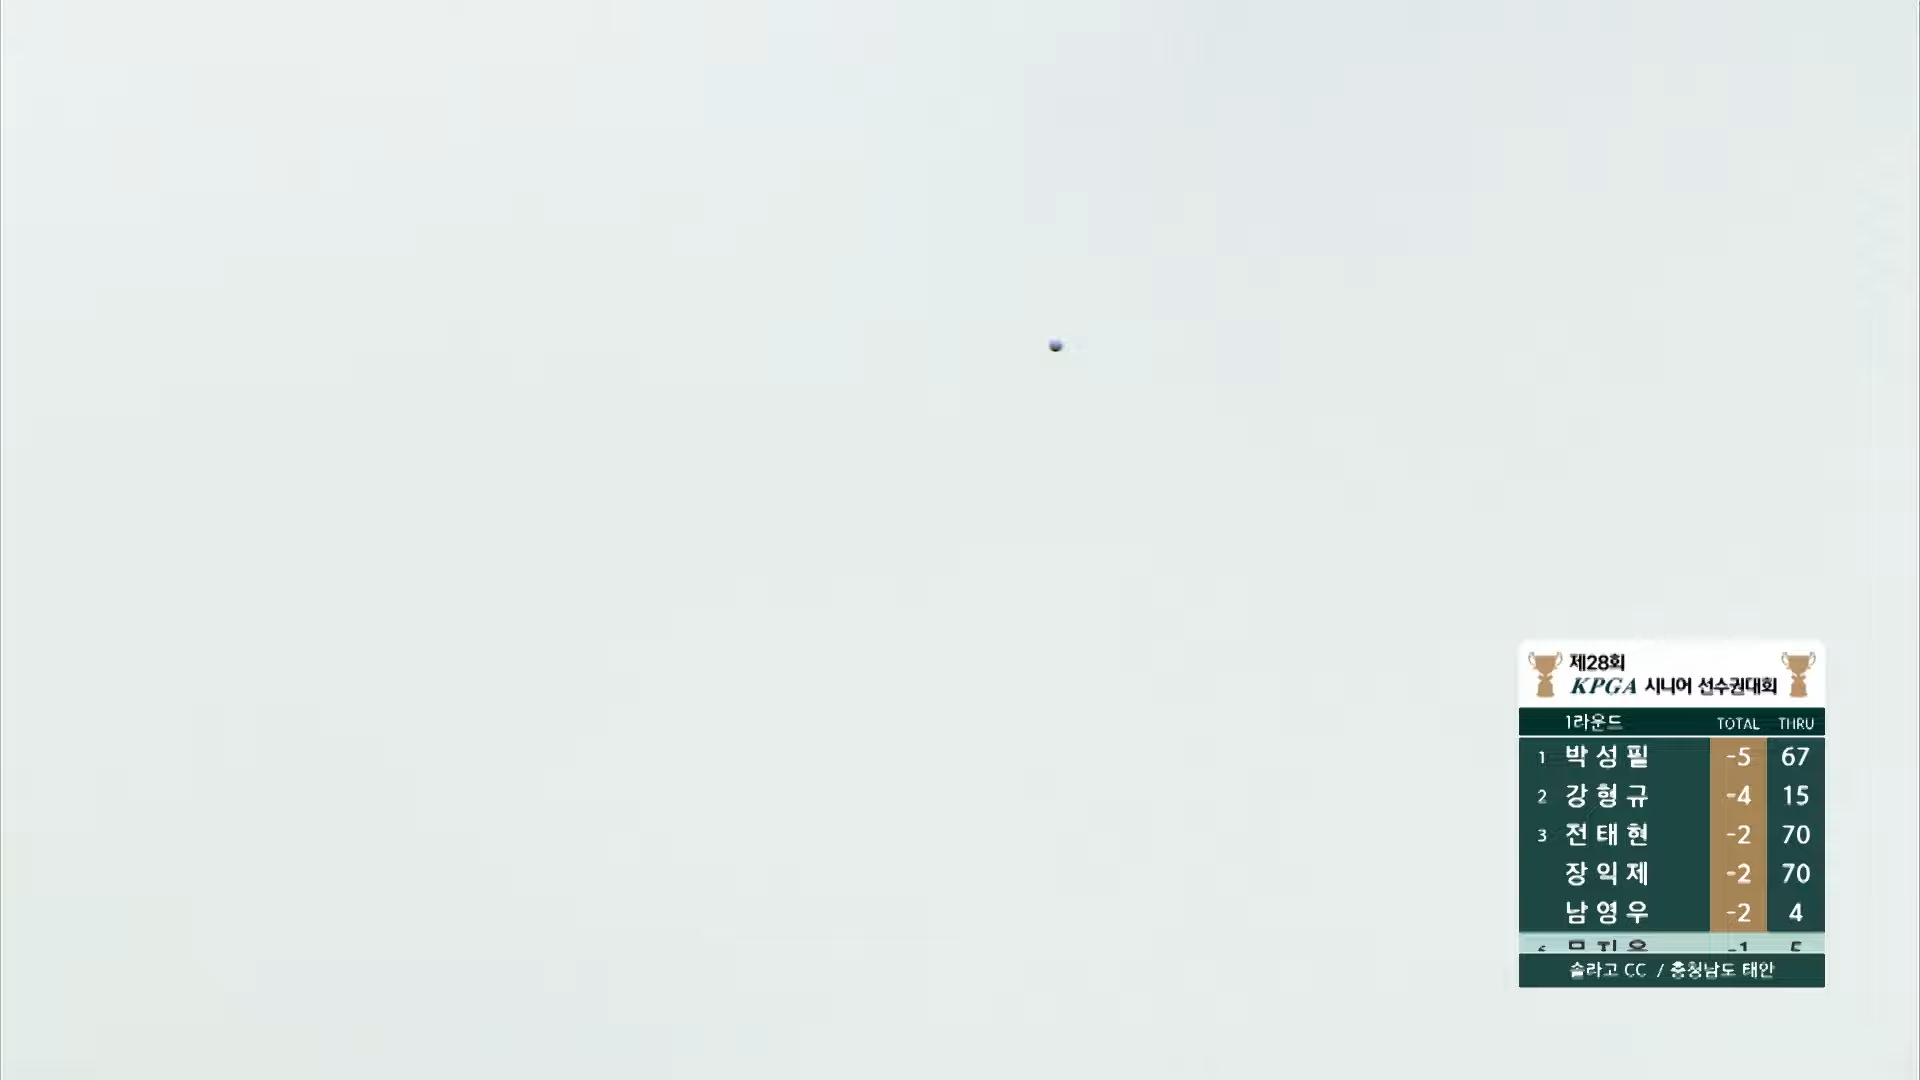 제28회
KPGA 시니어 선수권대회
1라운드 TOTAL THRU
1 박성필 -5 67
2 강형규 -4 15
3 전태현 -2 70
장익제 -2 70
남영우 -2 4
솔라고 CC / 충청남도 태안